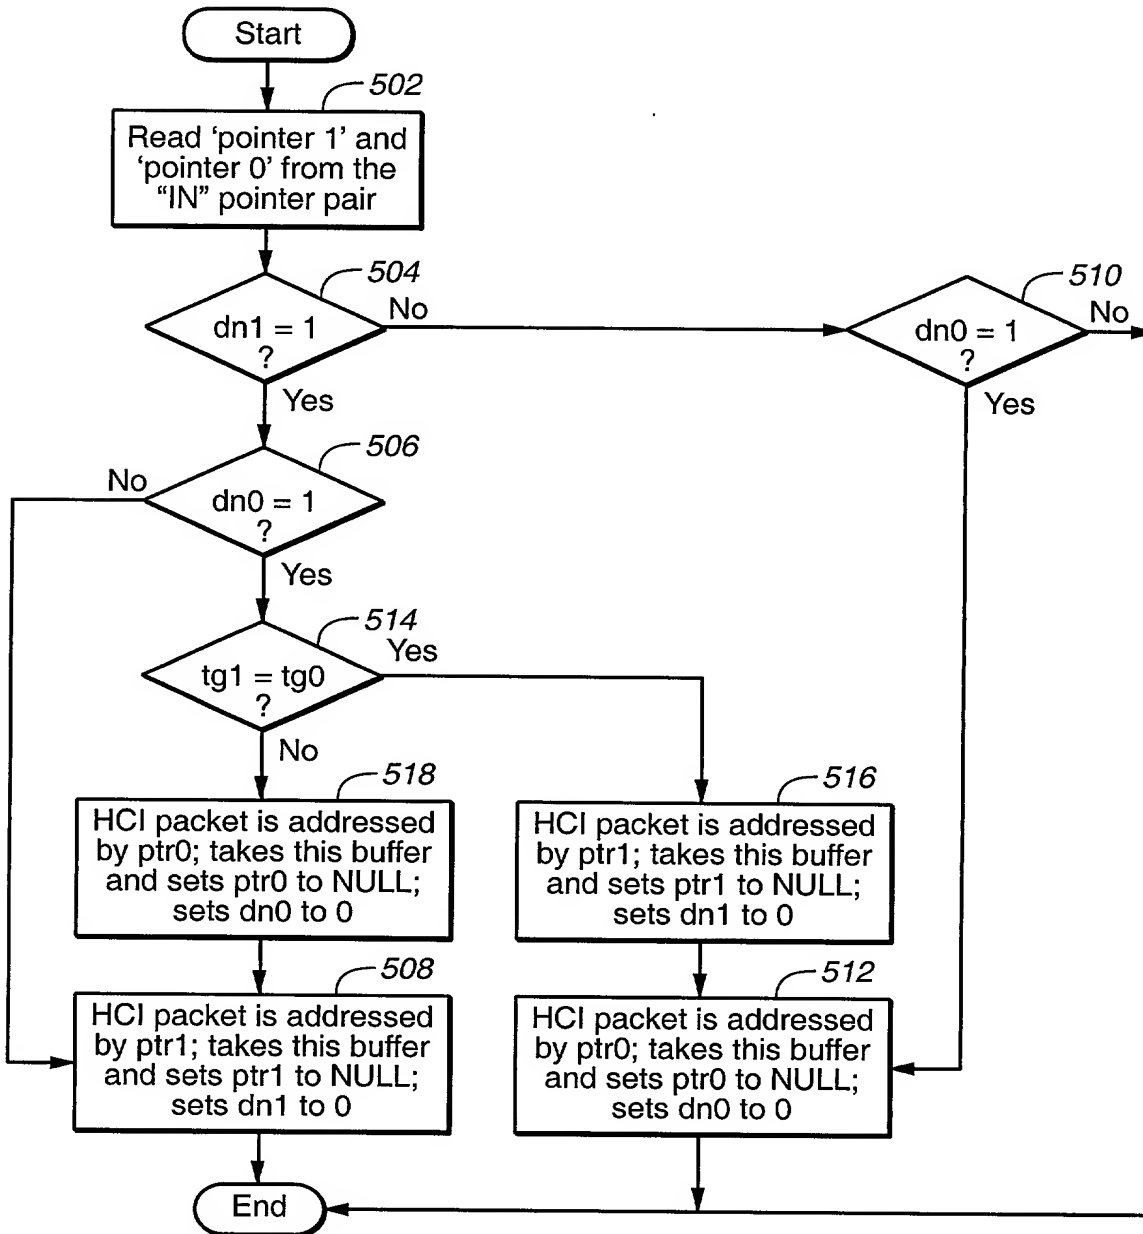 Start
502
Read ‘pointer 1’ and
‘pointer 0’ from the
“IN” pointer pair
504
dn1 = 1
?
No
Yes
510
dn0 = 1
?
No
Yes
506
dn0 = 1
?
No
Yes
514
tg1 = tg0
?
Yes
No
518
HCI packet is addressed
by ptr0; takes this buffer
and sets ptr0 to NULL;
sets dn0 to 0
516
HCI packet is addressed
by ptr1; takes this buffer
and sets ptr1 to NULL;
sets dn1 to 0
508
HCI packet is addressed
by ptr1; takes this buffer
and sets ptr1 to NULL;
sets dn1 to 0
512
HCI packet is addressed
by ptr0; takes this buffer
and sets ptr0 to NULL;
sets dn0 to 0
End